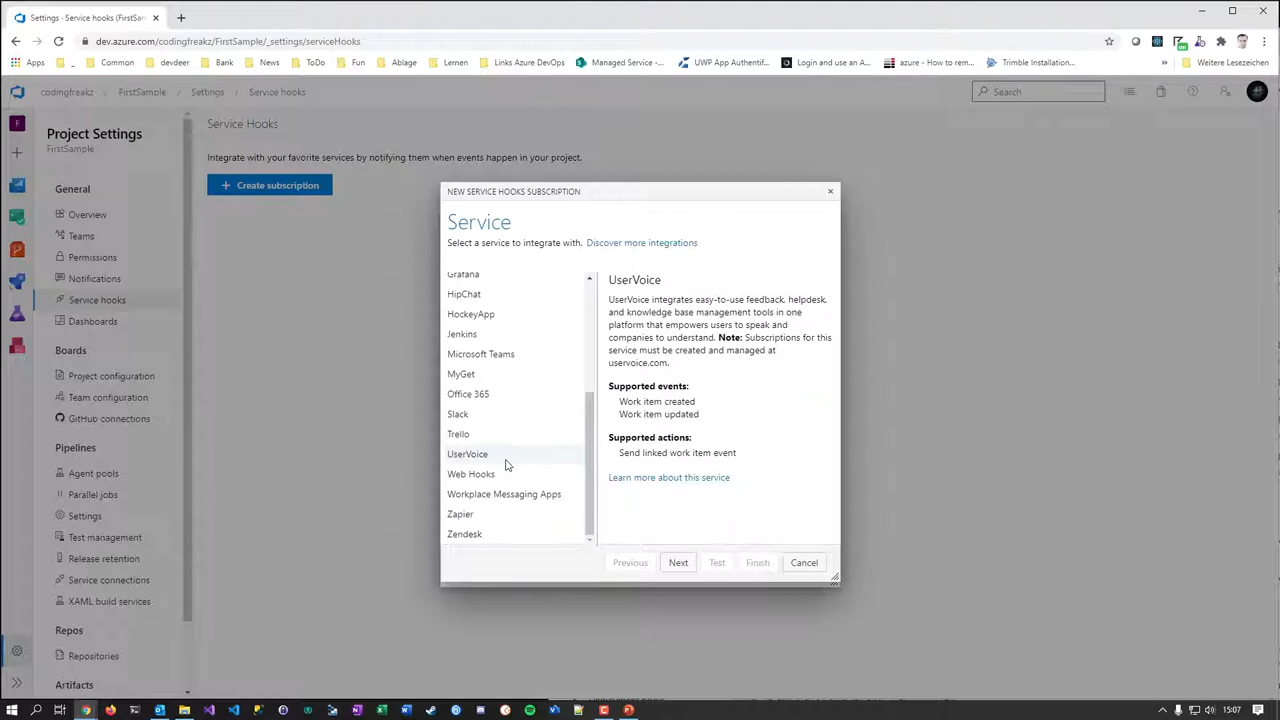 Settings · Service hooks (FirstSam
dev.azure.com/codingfreakz/FirstSample/_settings/serviceHooks
Apps
_
Common
devdeer
Bank
News
ToDo
Fun
Ablage
Lernen
Links Azure DevOps
Managed Service -...
UWP App Authentif...
Login and use an A...
azure - How to rem...
Trimble Installation...
»
Weitere Lesezeichen
codingfreakz / FirstSample / Settings / Service hooks
Search
F
Project Settings
FirstSample
General
Overview
Teams
Permissions
Notifications
Service hooks
Dashboards
Boards
Project configuration
Team configuration
GitHub connections
Pipelines
Agent pools
Parallel jobs
Settings
Test management
Release retention
Service connections
XAML build services
Repos
Repositories
Artifacts
Service Hooks
Integrate with your favorite services by notifying them when events happen in your project.
+ Create subscription
NEW SERVICE HOOKS SUBSCRIPTION
Service
Select a service to integrate with. Discover more integrations
Grafana
HipChat
HockeyApp
Jenkins
Microsoft Teams
MyGet
Office 365
Slack
Trello
UserVoice
Web Hooks
Workplace Messaging Apps
Zapier
Zendesk
UserVoice
UserVoice integrates easy-to-use feedback, helpdesk,
and knowledge base management tools in one
platform that empowers users to speak and
companies to understand. Note: Subscriptions for this
service must be created and managed at
uservoice.com.
Supported events:
Work item created
Work item updated
Supported actions:
Send linked work item event
Learn more about this service
Previous
Next
Test
Finish
Cancel
15:07